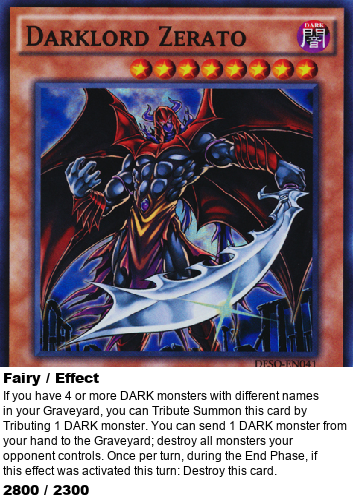 Darklord Zerato
DARK
闇
DESO-EN041
Fairy / Effect
If you have 4 or more DARK monsters with different names
in your Graveyard, you can Tribute Summon this card by
Tributing 1 DARK monster. You can send 1 DARK monster from
your hand to the Graveyard; destroy all monsters your
opponent controls. Once per turn, during the End Phase, if
this effect was activated this turn: Destroy this card.
2800 / 2300